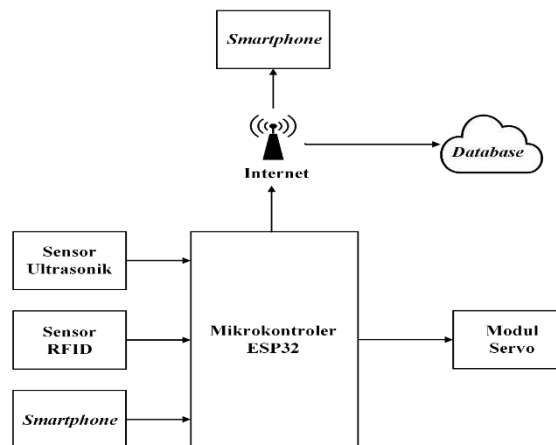 Smartphone
Internet
Database
Sensor
Ultrasonik
Sensor
RFID
Smartphone
Mikrokontroler
ESP32
Modul
Servo